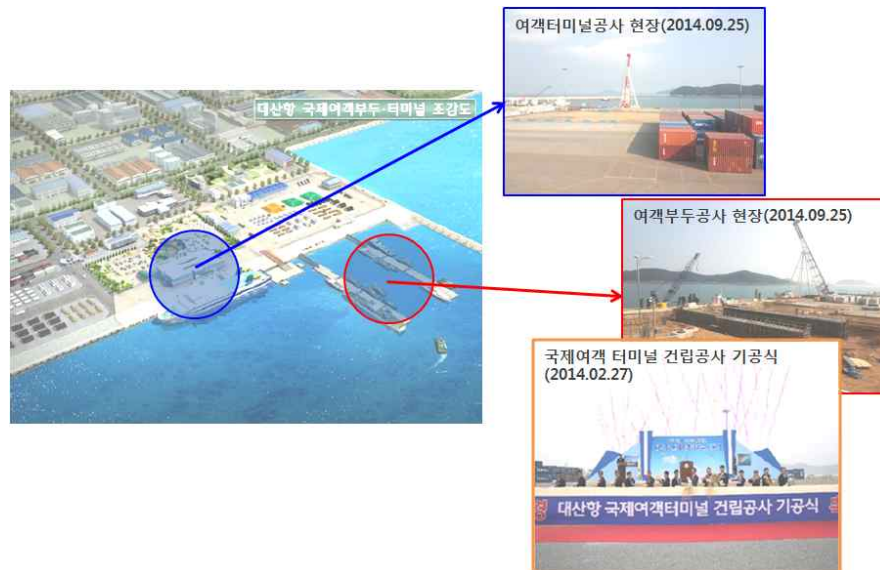 여객터미널공사 현장(2014.09.25)
대산항 국제여객부두·터미널 조감도
여객부두공사 현장(2014.09.25)
국제여객 터미널 건립공사 기공식
(2014.02.27)
대산항 국제여객터미널 건립공사 기공식